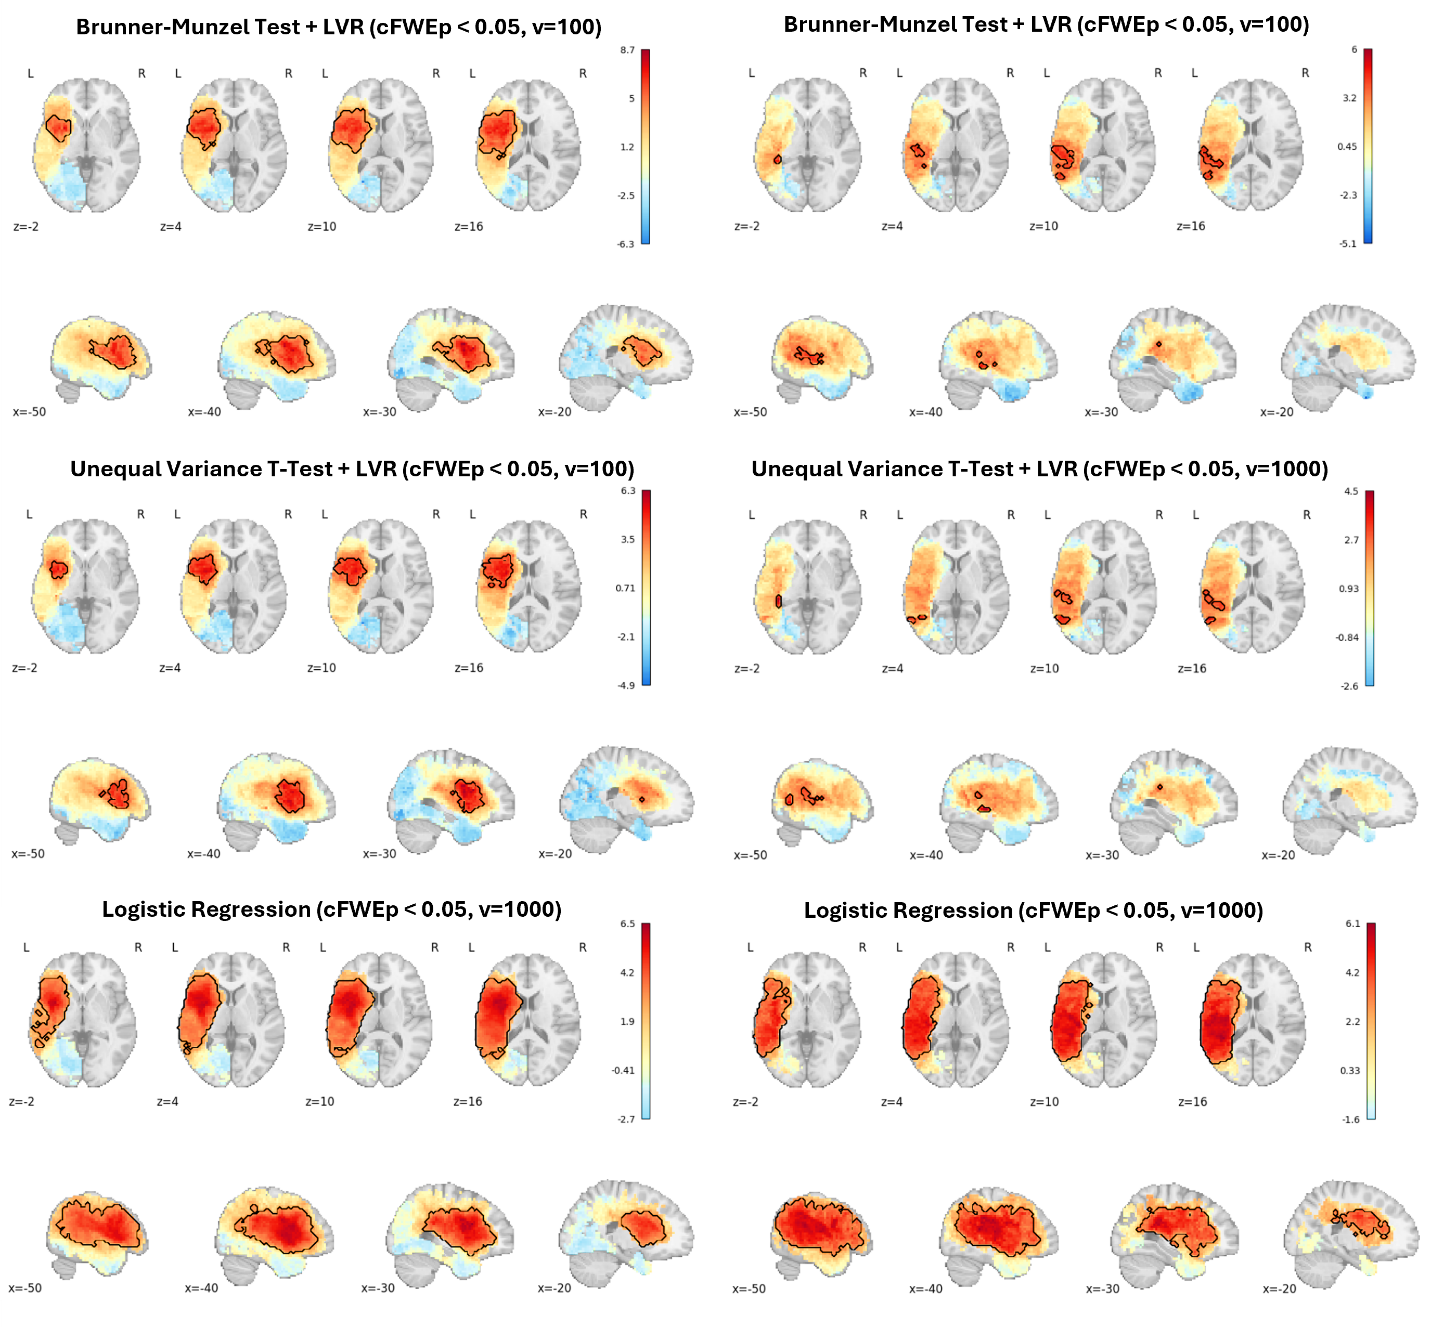 Brunner-Munzel Test + LVR (cFWEp < 0.05, v=100)
8.7
L R L R L R L R
5
1.2
-2.5
-6.3
z=-2 z=4 z=10 z=16
x=-50 x=-40 x=-30 x=-20
Brunner-Munzel Test + LVR (cFWEp < 0.05, v=100)
6
L R L R L R L R
3.2
0.45
-2.3
-5.1
z=-2 z=4 z=10 z=16
x=-50 x=-40 x=-30 x=-20
Unequal Variance T-Test + LVR (cFWEp < 0.05, v=100)
6.3
L R L R L R L R
3.5
0.71
-2.1
-4.9
z=-2 z=4 z=10 z=16
x=-50 x=-40 x=-30 x=-20
Unequal Variance T-Test + LVR (cFWEp < 0.05, v=1000)
4.5
L R L R L R L R
2.7
0.93
-0.84
-2.6
z=-2 z=4 z=10 z=16
x=-50 x=-40 x=-30 x=-20
Logistic Regression (cFWEp < 0.05, v=1000)
6.5
L R L R L R L R
4.2
1.9
-0.41
-2.7
z=-2 z=4 z=10 z=16
x=-50 x=-40 x=-30 x=-20
Logistic Regression (cFWEp < 0.05, v=1000)
6.1
L R L R L R L R
4.2
2.2
0.33
-1.6
z=-2 z=4 z=10 z=16
x=-50 x=-40 x=-30 x=-20